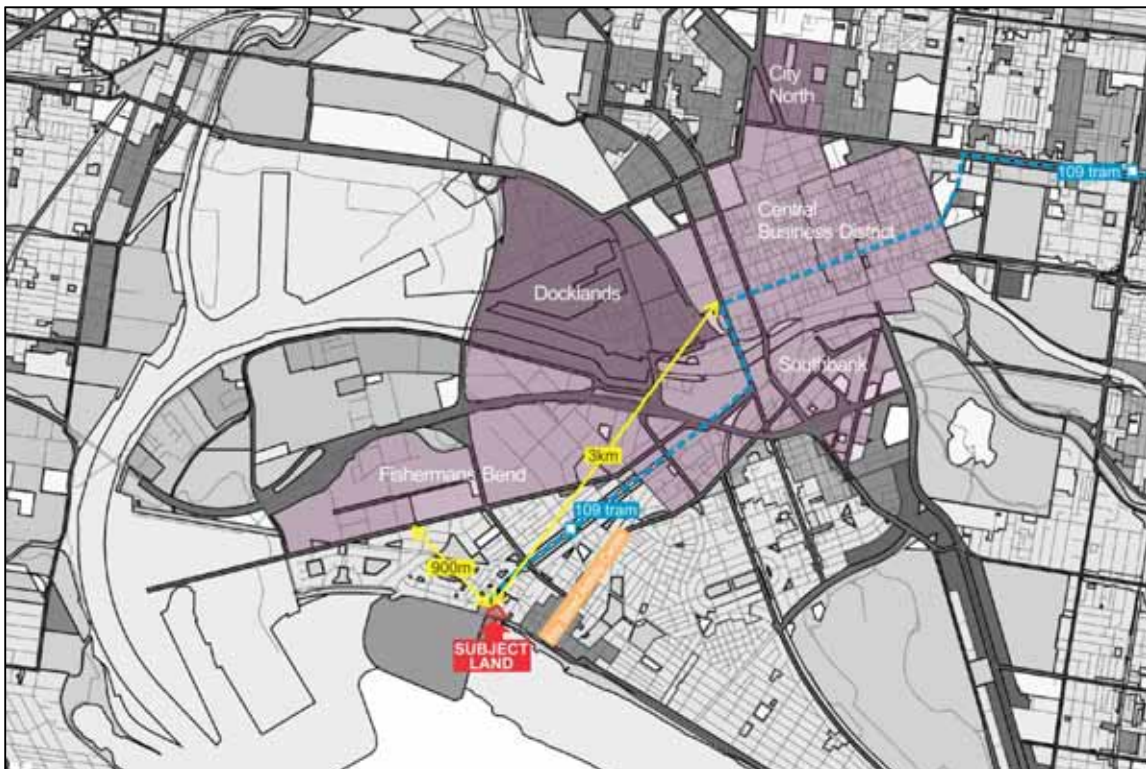 City
North
109 tram
Central
Business District
Docklands
Southbank
3km
Fishermans Bend
109 tram
900m
SUBJECT
LAND